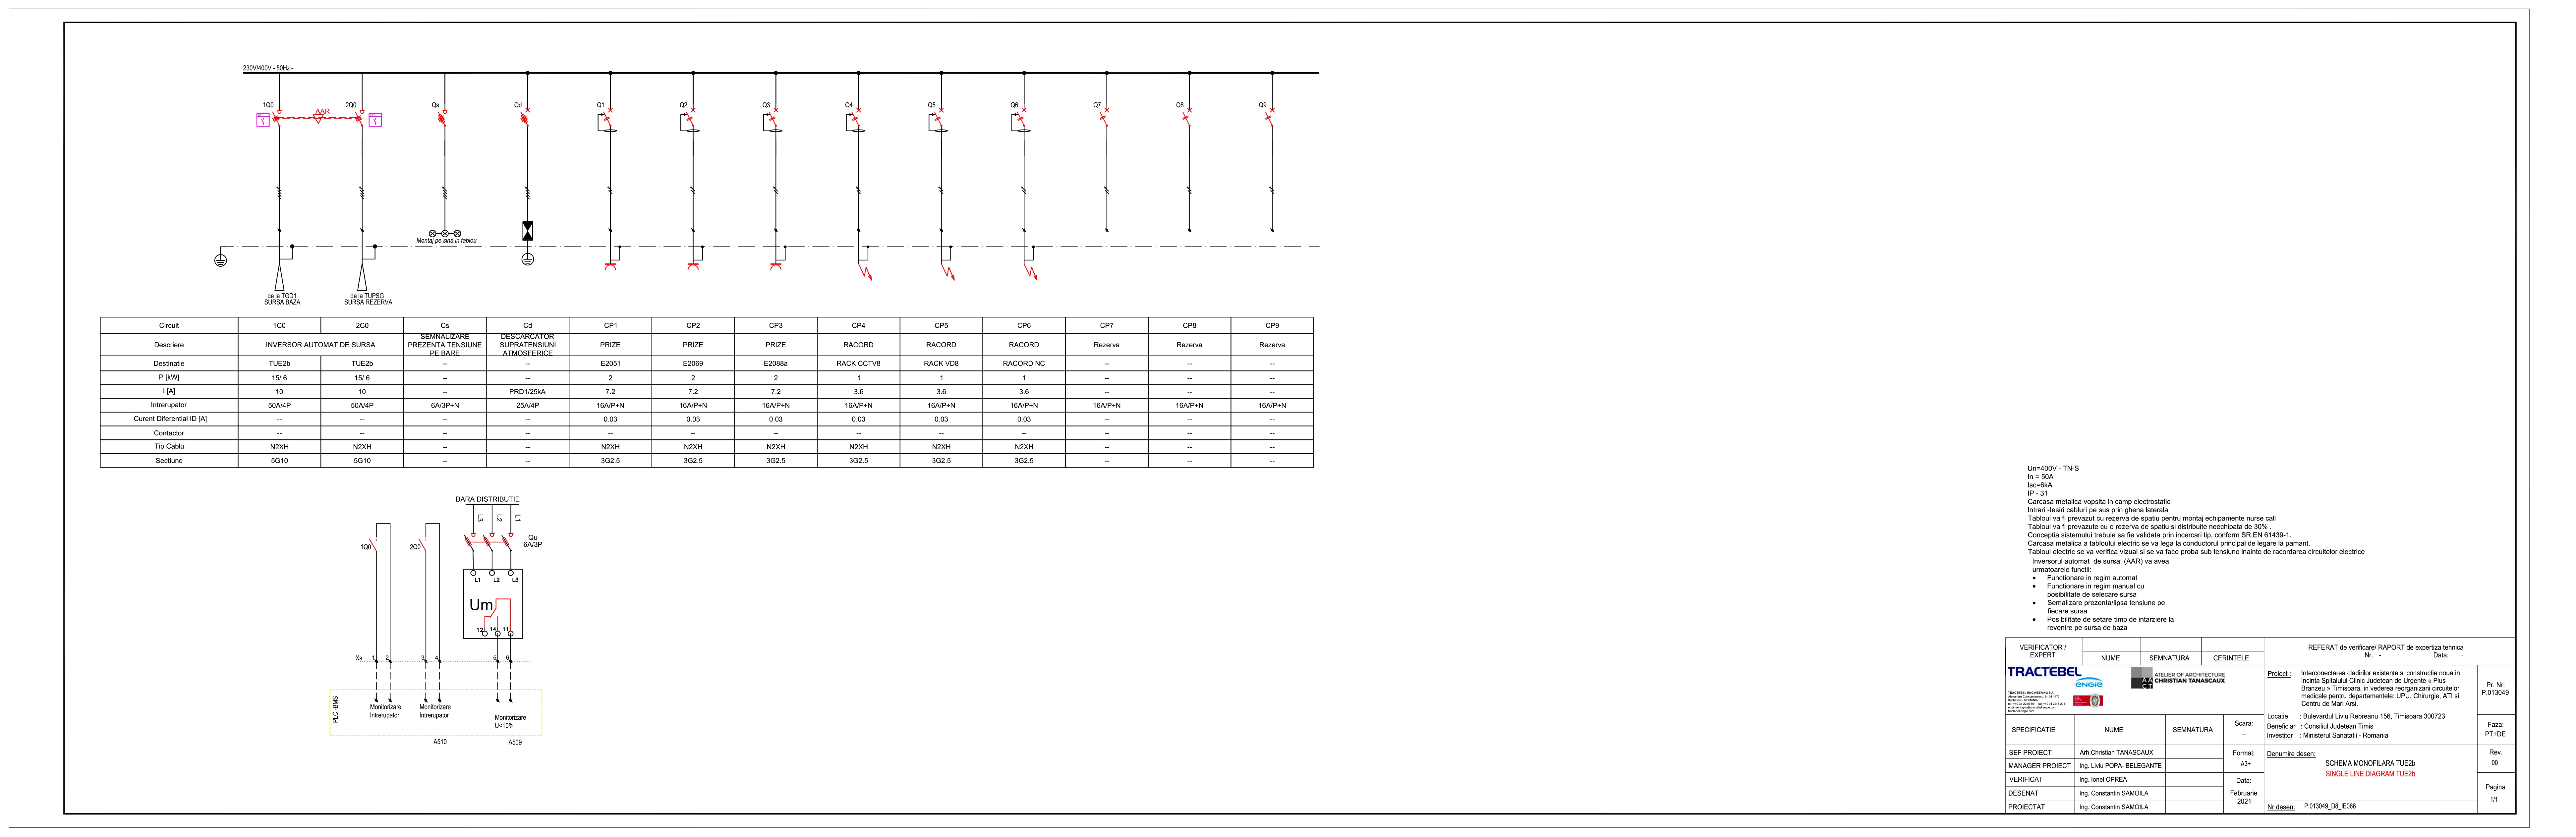 230V/400V - 50Hz -
1Q0 AAR 2Q0 Qs Qd Q1 Q2 Q3 Q4 Q5 Q6 Q7 Q8 Q9
Montaj pe sina in tablou
de la TGD1
SURSA BAZA
de la TUPSG
SURSA REZERVA
Circuit 1C0 2C0 Cs Cd CP1 CP2 CP3 CP4 CP5 CP6 CP7 CP8 CP9
Descriere INVERSOR AUTOMAT DE SURSA SEMNALIZARE PREZENTA TENSIUNE PE BARE DESCARCATOR SUPRATENSIUNI ATMOSFERICE PRIZE PRIZE PRIZE RACORD RACORD RACORD Rezerva Rezerva Rezerva
Destinatie TUE2b TUE2b -- -- E2051 E2069 E2088a RACK CCTV8 RACK VD8 RACORD NC -- -- --
P [kW] 15/ 6 15/ 6 -- -- 2 2 2 1 1 1 -- -- --
I [A] 10 10 -- PRD1/25kA 7.2 7.2 7.2 3.6 3.6 3.6 -- -- --
Intrerupator 50A/4P 50A/4P 6A/3P+N 25A/4P 16A/P+N 16A/P+N 16A/P+N 16A/P+N 16A/P+N 16A/P+N 16A/P+N 16A/P+N 16A/P+N
Curent Diferential ID [A] -- -- -- -- 0.03 0.03 0.03 0.03 0.03 0.03 -- -- --
Contactor -- -- -- -- -- -- -- -- -- -- -- -- --
Tip Cablu N2XH N2XH -- -- N2XH N2XH N2XH N2XH N2XH N2XH -- -- --
Sectiune 5G10 5G10 -- -- 3G2.5 3G2.5 3G2.5 3G2.5 3G2.5 3G2.5 -- -- --
BARA DISTRIBUTIE
L3 L2 L1
Qu
6A/3P
1Q0 2Q0
L1 L2 L3
Um
12 14 11
Xs 1 2 3 4 5 6
PLC -BMS
Monitorizare
Intrerupator
Monitorizare
Intrerupator
Monitorizare
U<10%
A510 A509
Un=400V - TN-S
In = 50A
Isc=6kA
IP - 31
Carcasa metalica vopsita in camp electrostatic
Intrari -Iesiri cabluri pe sus prin ghena laterala
Tabloul va fi prevazut cu rezerva de spatiu pentru montaj echipamente nurse call
Tabloul va fi prevazute cu o rezerva de spatiu si distribuite neechipata de 30% .
Conceptia sistemului trebuie sa fie validata prin incercari tip, conform SR EN 61439-1.
Carcasa metalica a tabloului electric se va lega la conductorul principal de legare la pamant.
Tabloul electric se va verifica vizual si se va face proba sub tensiune inainte de racordarea circuitelor electrice
Inversorul automat de sursa (AAR) va avea
urmatoarele functii:
• Functionare in regim automat
• Functionare in regim manual cu
posibilitate de selecare sursa
• Semalizare prezenta/lipsa tensiune pe
fiecare sursa
• Posibilitate de setare timp de intarziere la
revenire pe sursa de baza
VERIFICATOR /
EXPERT
NUME SEMNATURA CERINTELE
REFERAT de verificare/ RAPORT de expertiza tehnica
Nr. - Data: -
TRACTEBEL
ENGIE
ATELIER OF ARCHITECTURE
CHRISTIAN TANASCAUX
TRACTEBEL ENGINEERING S.A.
Proiect : Interconectarea cladirilor existente si constructie noua in
incinta Spitalului Clinic Judetean de Urgente « Pius
Branzeu » Timisoara, in vederea reorganizarii circuitelor
medicale pentru departamentele: UPU, Chirurgie, ATI si
Centru de Mari Arsi.
Pr. Nr:
P.013049
Locatie : Bulevardul Liviu Rebreanu 156, Timisoara 300723
Beneficiar : Consiliul Judetean Timis
Investitor : Ministerul Sanatatii - Romania
Faza:
PT+DE
SPECIFICATIE NUME SEMNATURA
Scara:
--
SEF PROIECT Arh.Christian TANASCAUX
MANAGER PROIECT Ing. Liviu POPA- BELEGANTE
VERIFICAT Ing. Ionel OPREA
DESENAT Ing. Constantin SAMOILA
PROIECTAT Ing. Constantin SAMOILA
Format:
A3+
Data:
Februarie
2021
Denumire desen:
SCHEMA MONOFILARA TUE2b
SINGLE LINE DIAGRAM TUE2b
Rev.
00
Pagina
1/1
Nr desen: P.013049_D8_IE066